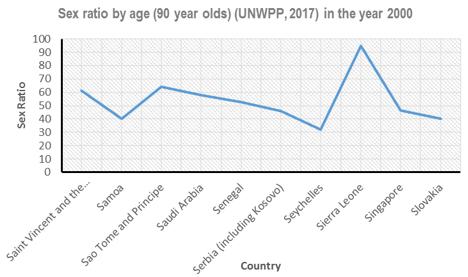 Sex ratio by age (90 year olds) (UNWPP, 2017) in the year 2000
Sex Ratio
100
90
80
70
60
50
40
30
20
10
0
Saint Vincent and the...
Samoa
Sao Tome and Principe
Saudi Arabia
Senegal
Serbia (including Kosovo)
Seychelles
Sierra Leone
Singapore
Slovakia
Country